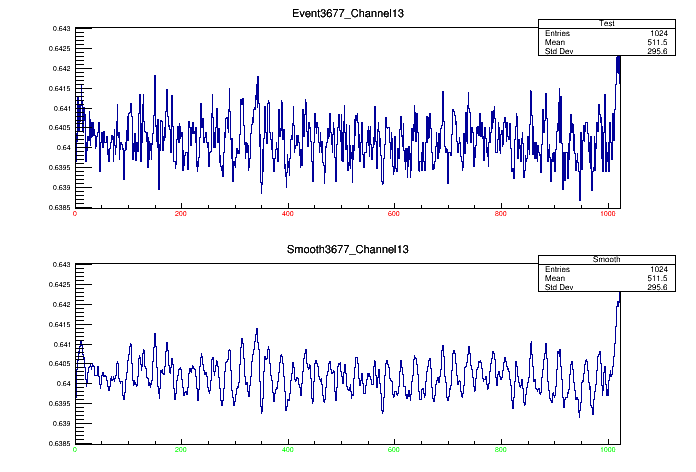 Event3677_Channel13
Test
Entries 1024
Mean 511.5
Std Dev 295.6
0.643
0.6425
0.642
0.6415
0.641
0.6405
0.64
0.6395
0.639
0.6385
0 200 400 600 800 1000
Smooth3677_Channel13
Smooth
Entries 1024
Mean 511.5
Std Dev 295.6
0.643
0.6425
0.642
0.6415
0.641
0.6405
0.64
0.6395
0.639
0.6385
0 200 400 600 800 1000